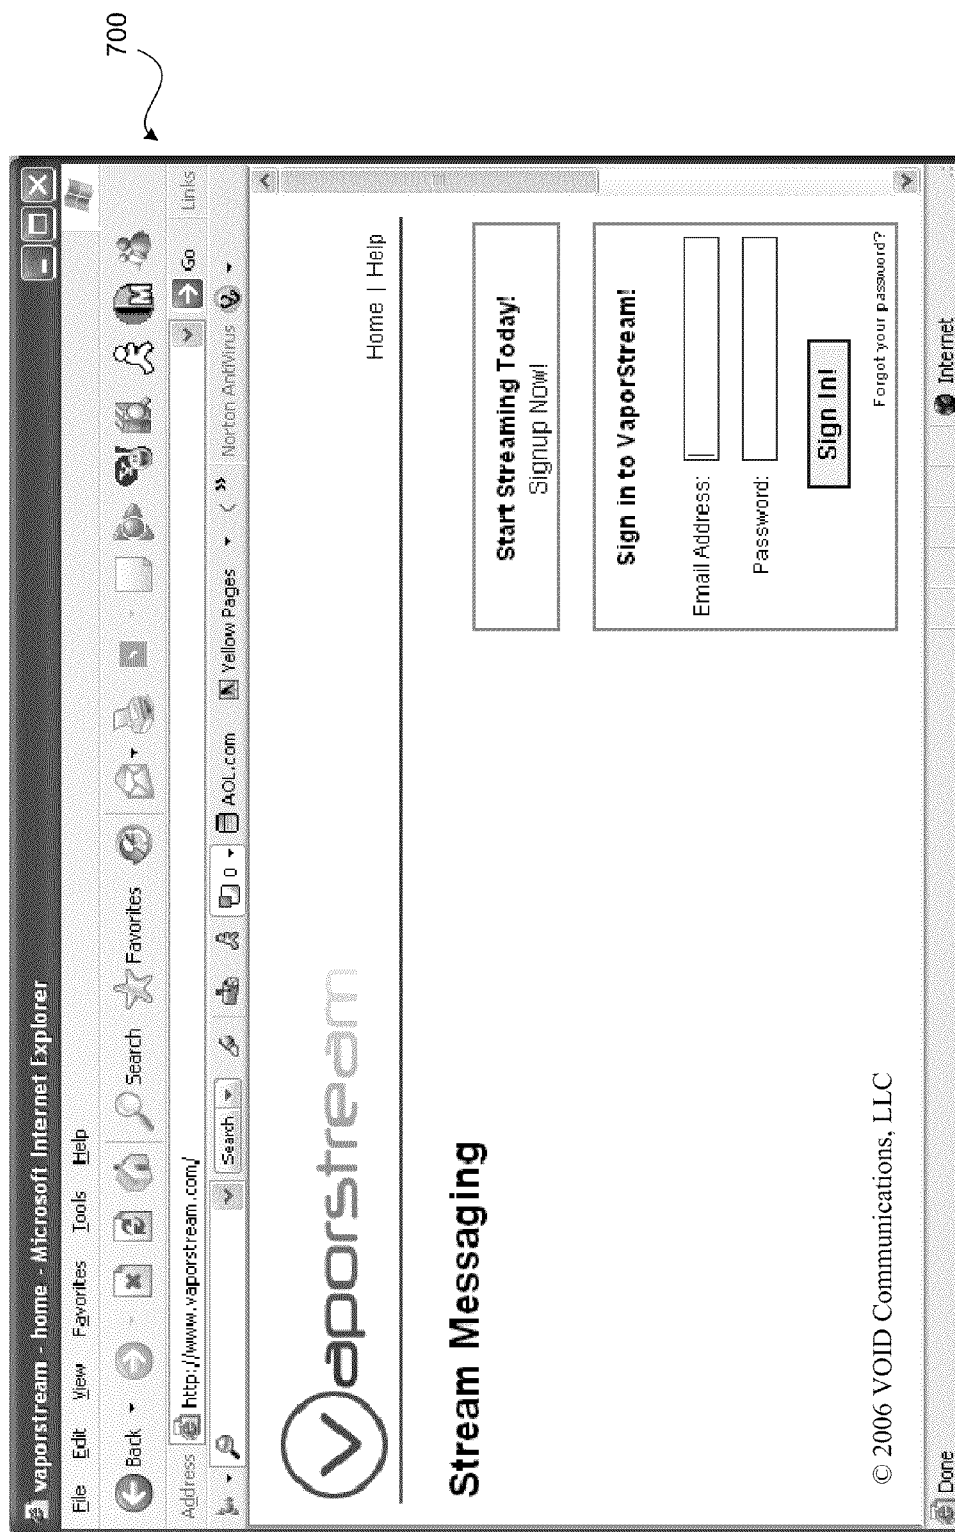 700
vaporstream - home - Microsoft Internet Explorer
File Edit View Favorites Tools Help
Back Search Favorites
Address http://www.vaporstream.com/ Go Links
Search 0 AOL.com Yellow Pages Norton AntiVirus
vaporstream
Home | Help
Stream Messaging
Start Streaming Today!
Signup Now!
Sign in to VaporStream!
Email Address:
Password:
Sign In!
Forgot your password?
© 2006 VOID Communications, LLC
Done Internet